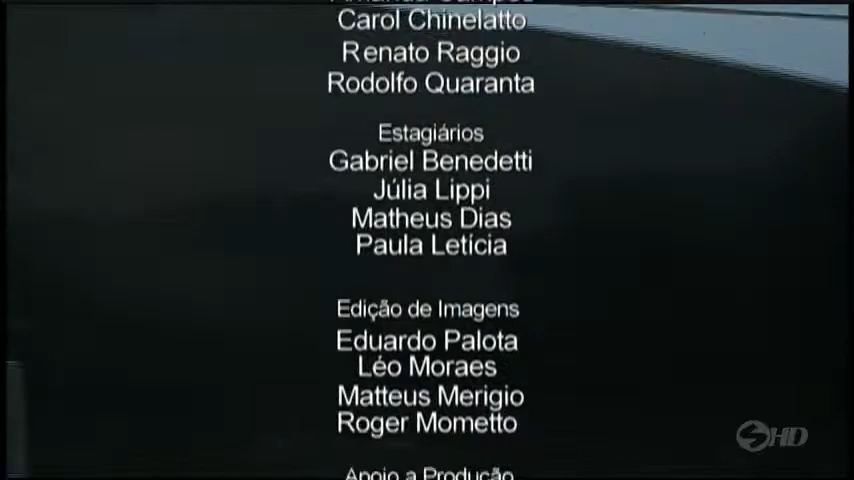 Carol Chinelatto
Renato Raggio
Rodolfo Quaranta
Estagiários
Gabriel Benedetti
Júlia Lippi
Matheus Dias
Paula Letícia
Edição de Imagens
Eduardo Palota
Léo Moraes
Matteus Merigio
Roger Mometto
Apoio a Produção
HD